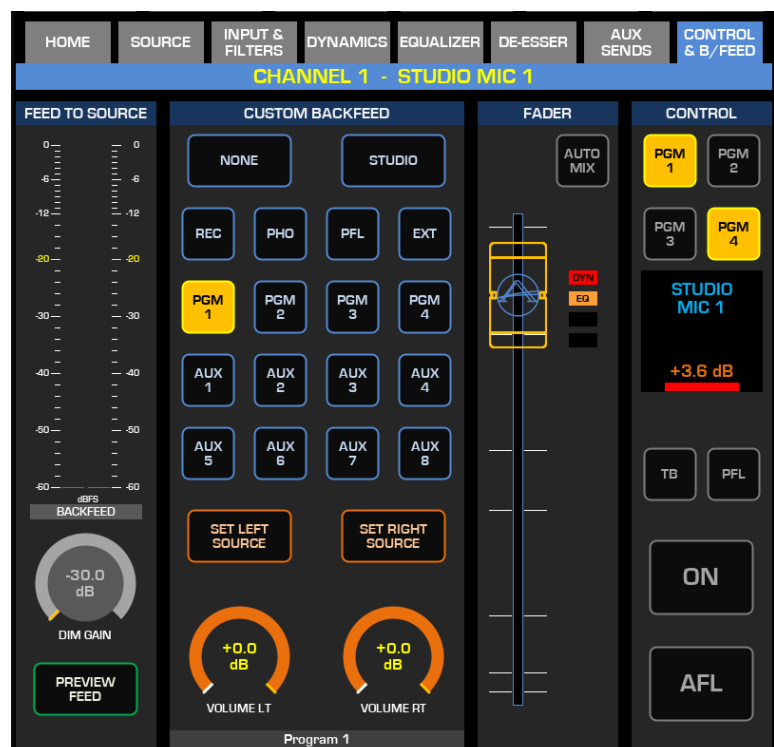 HOME
SOURCE
INPUT &
FILTERS
DYNAMICS
EQUALIZER
DE-ESSER
AUX
SENDS
CONTROL
& B/FEED
CHANNEL 1 - STUDIO MIC 1
FEED TO SOURCE
0
0
-6
-6
-12
-12
-20
-20
-30
-30
-40
-40
-50
-50
-60
-60
dBFS
BACKFEED
-30.0
dB
DIM GAIN
PREVIEW
FEED
CUSTOM BACKFEED
NONE
STUDIO
REC
PHO
PFL
EXT
PGM
1
PGM
2
PGM
3
PGM
4
AUX
1
AUX
2
AUX
3
AUX
4
AUX
5
AUX
6
AUX
7
AUX
8
SET LEFT
SOURCE
SET RIGHT
SOURCE
+0.0
dB
VOLUME LT
+0.0
dB
VOLUME RT
Program 1
FADER
AUTO
MIX
DYN
EQ
CONTROL
PGM
1
PGM
2
PGM
3
PGM
4
STUDIO
MIC 1
+3.6 dB
TB
PFL
ON
AFL